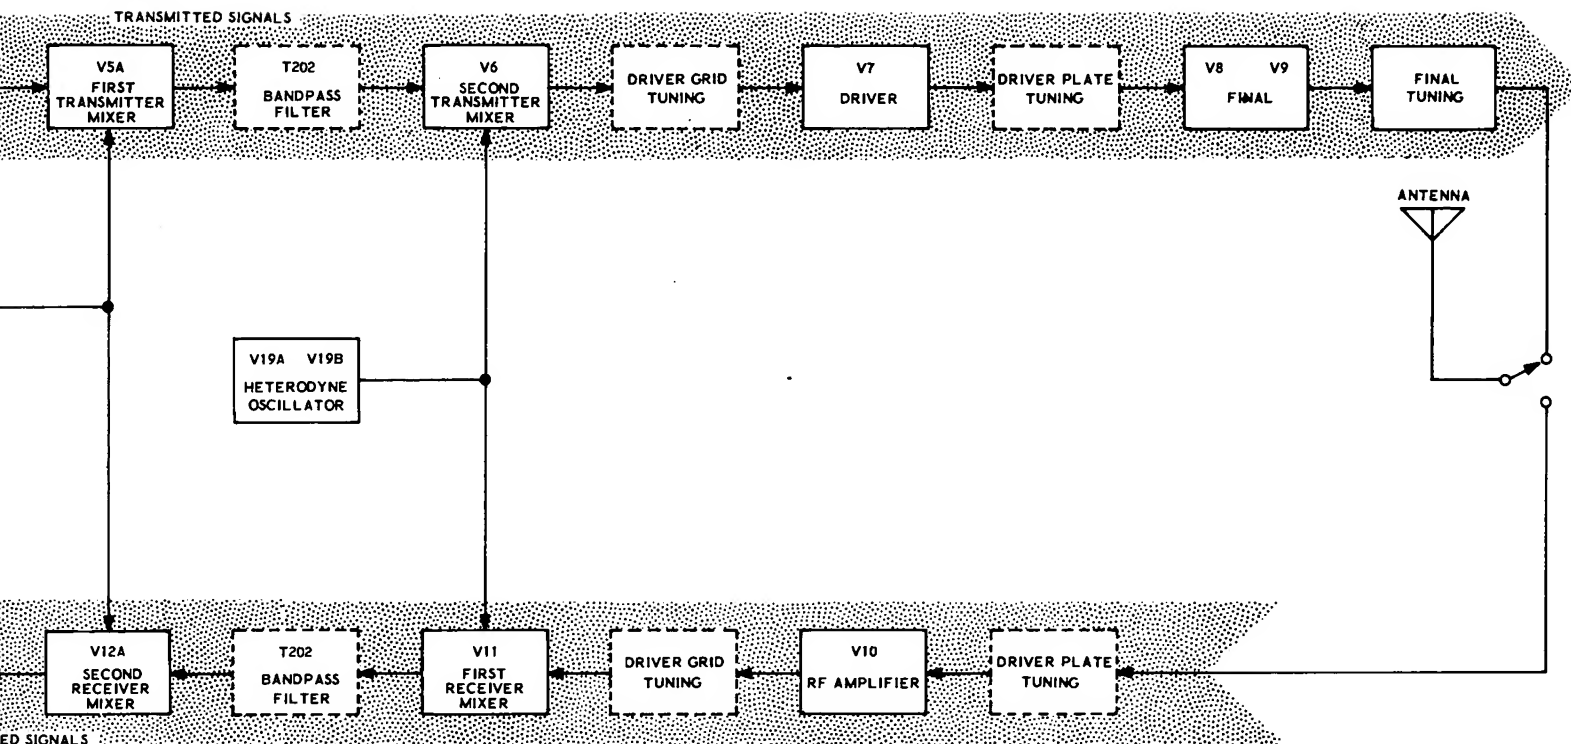 TRANSMITTED SIGNALS
V5A
FIRST
TRANSMITTER
MIXER
T202
BANDPASS
FILTER
V6
SECOND
TRANSMITTER
MIXER
DRIVER GRID
TUNING
V7
DRIVER
DRIVER PLATE
TUNING
V8 V9
FINAL
FINAL
TUNING
ANTENNA
V19A V19B
HETERODYNE
OSCILLATOR
V12A
SECOND
RECEIVER
MIXER
T202
BANDPASS
FILTER
V11
FIRST
RECEIVER
MIXER
DRIVER GRID
TUNING
V10
RF AMPLIFIER
DRIVER PLATE
TUNING
ED SIGNALS